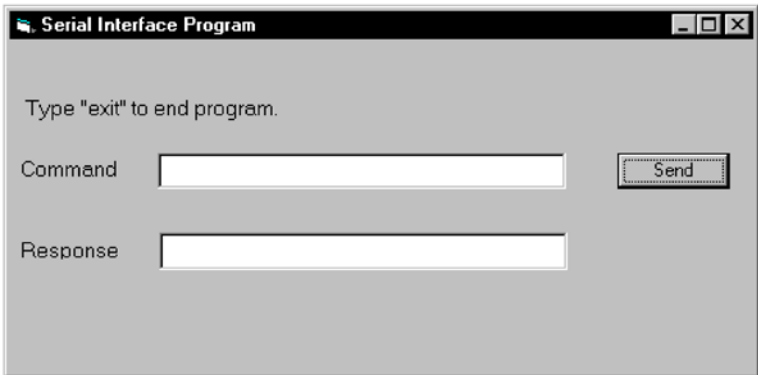 Serial Interface Program
Type "exit" to end program.
Command Send
Response